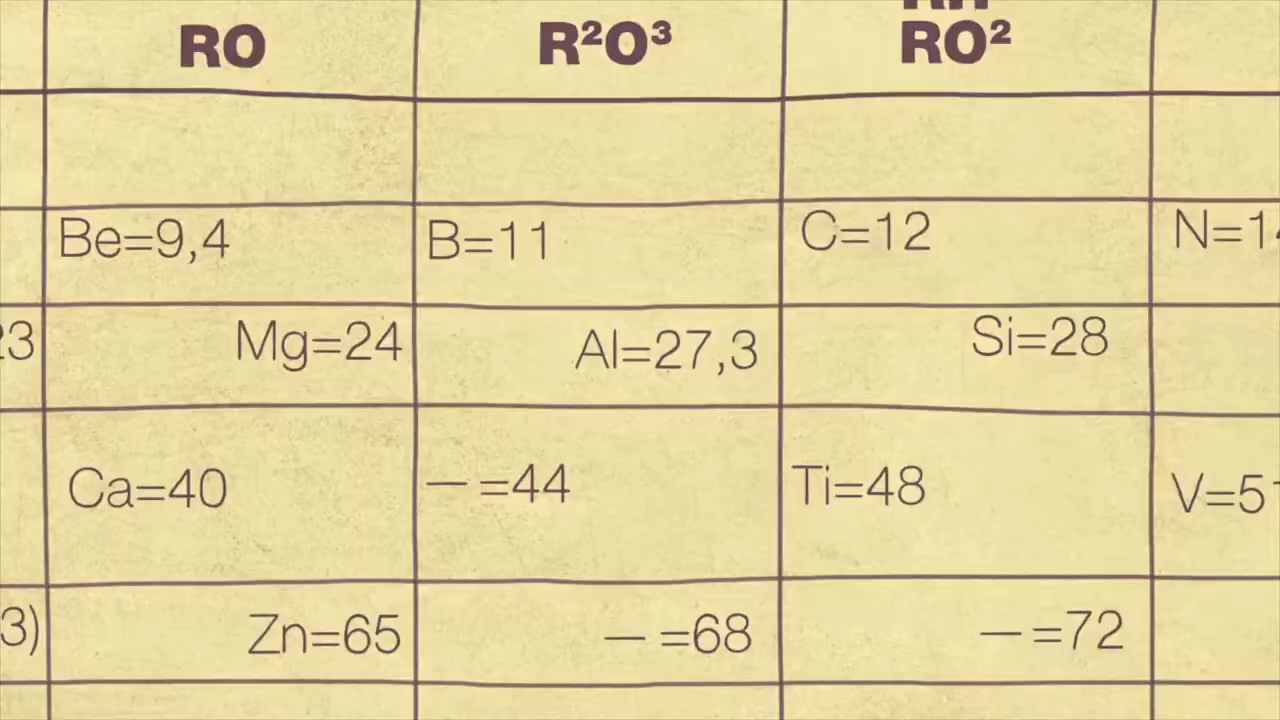 RO R²O³ RO²
Be=9,4 B=11 C=12
Mg=24 Al=27,3 Si=28
Ca=40 — =44 Ti=48
Zn=65 — =68 — =72